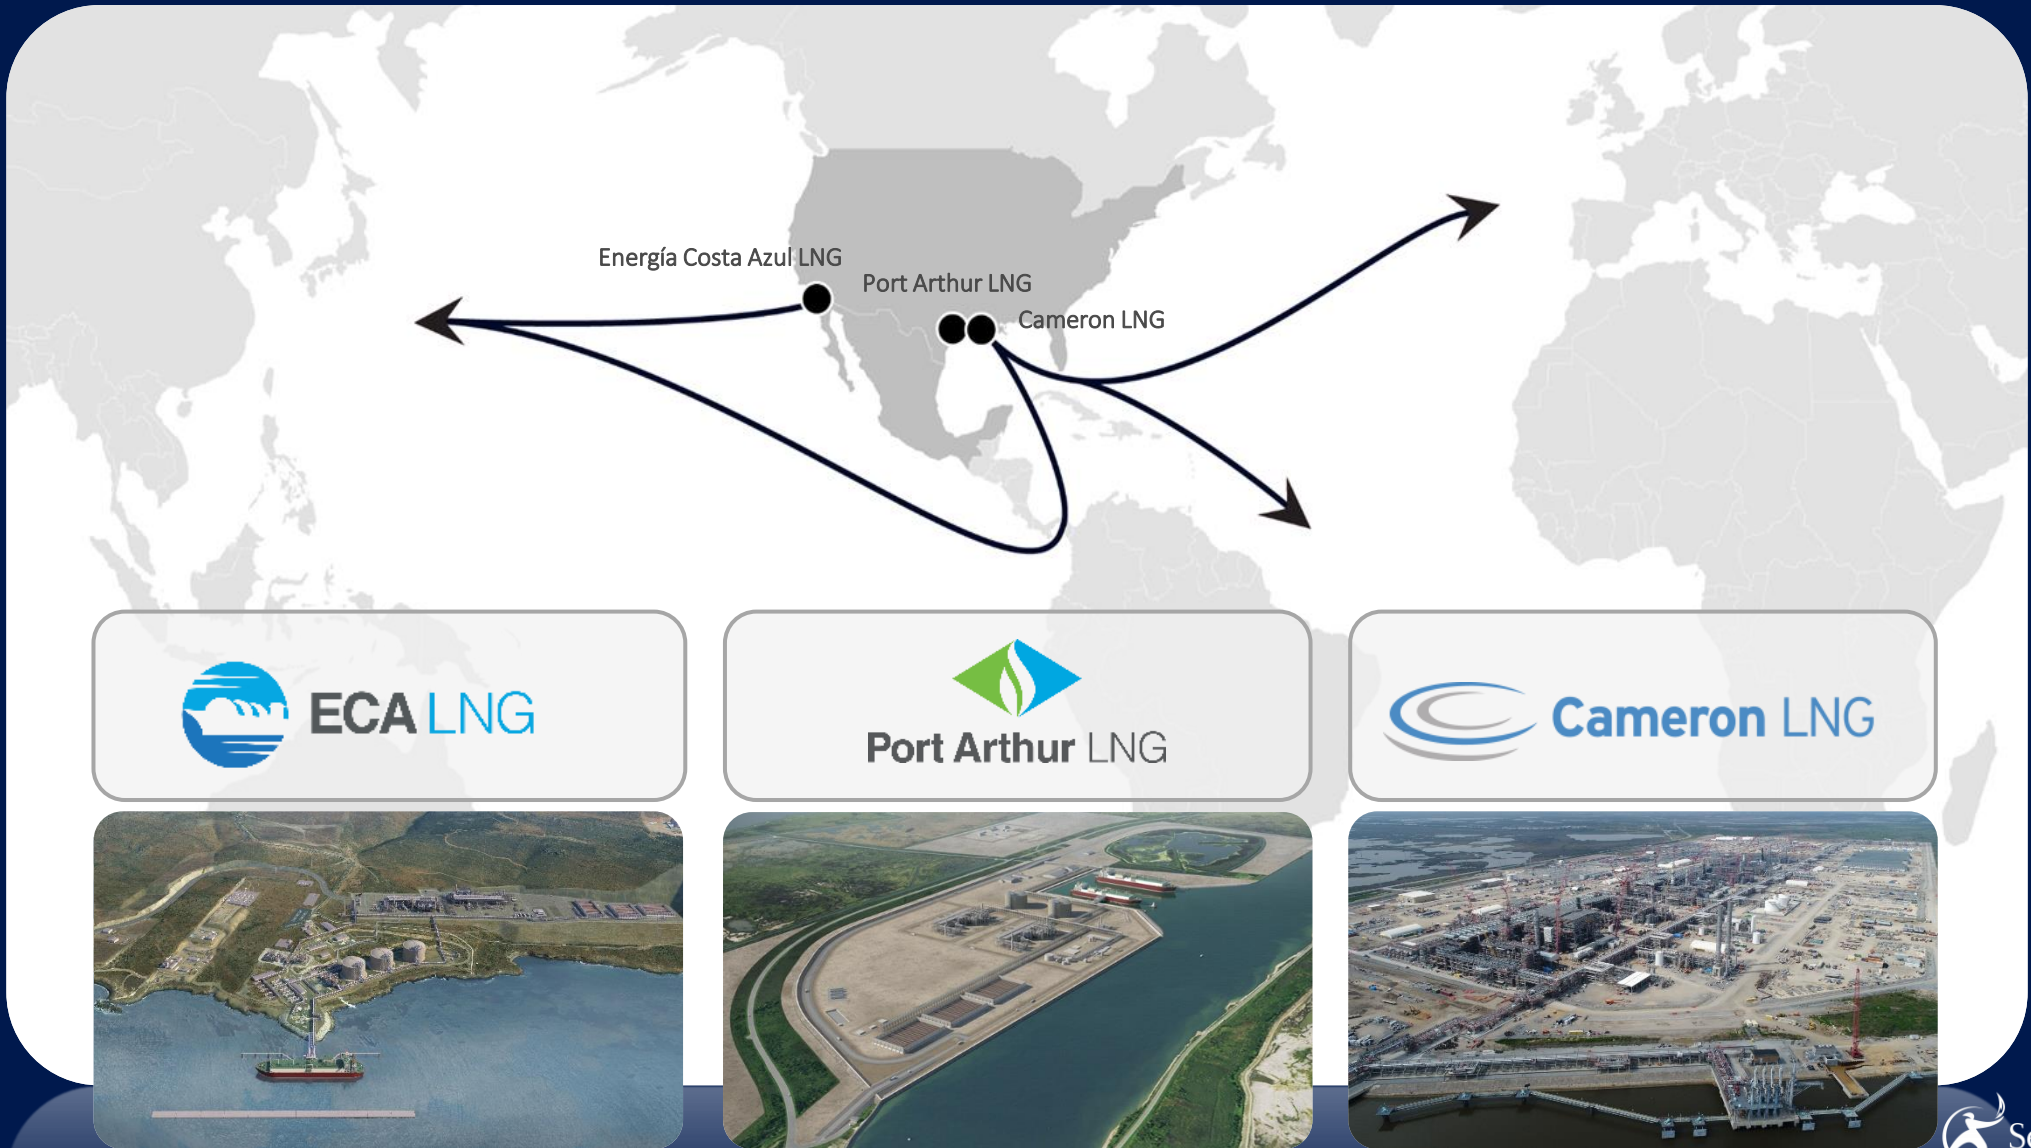 Energía Costa Azul LNG
Port Arthur LNG
Cameron LNG
ECA LNG
Port Arthur LNG
Cameron LNG